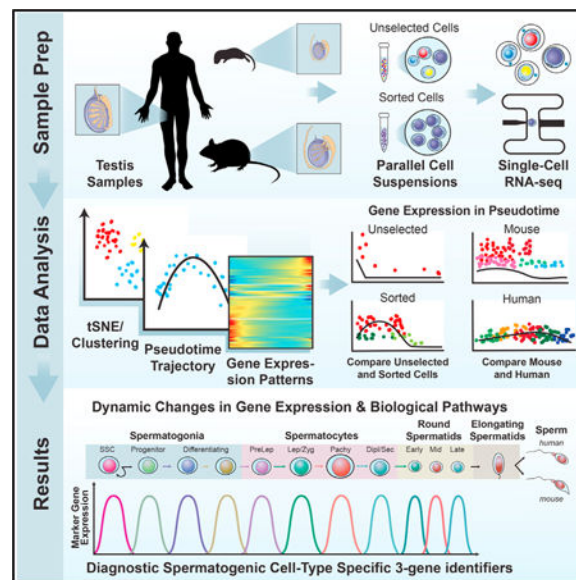 Sample Prep
Unselected Cells
Sorted Cells
Testis
Samples
Parallel Cell
Suspensions
Single-Cell
RNA-seq
Data Analysis
Gene Expression in Pseudotime
Unselected
Mouse
Sorted
Human
tSNE/
Clustering
Pseudotime
Trajectory
Gene Expres-
sion Patterns
Compare Unselected
and Sorted Cells
Compare Mouse
and Human
Results
Dynamic Changes in Gene Expression & Biological Pathways
Spermatogonia
Spermatocytes
Round
Spermatids
Elongating
Spermatids
Sperm
SSC
Progenitor
Differentiating
PreLep
Lep/Zyg
Pachy
Dipl/Sec
Early
Mid
Late
human
mouse
Marker Gene
Expression
Diagnostic Spermatogenic Cell-Type Specific 3-gene identifiers